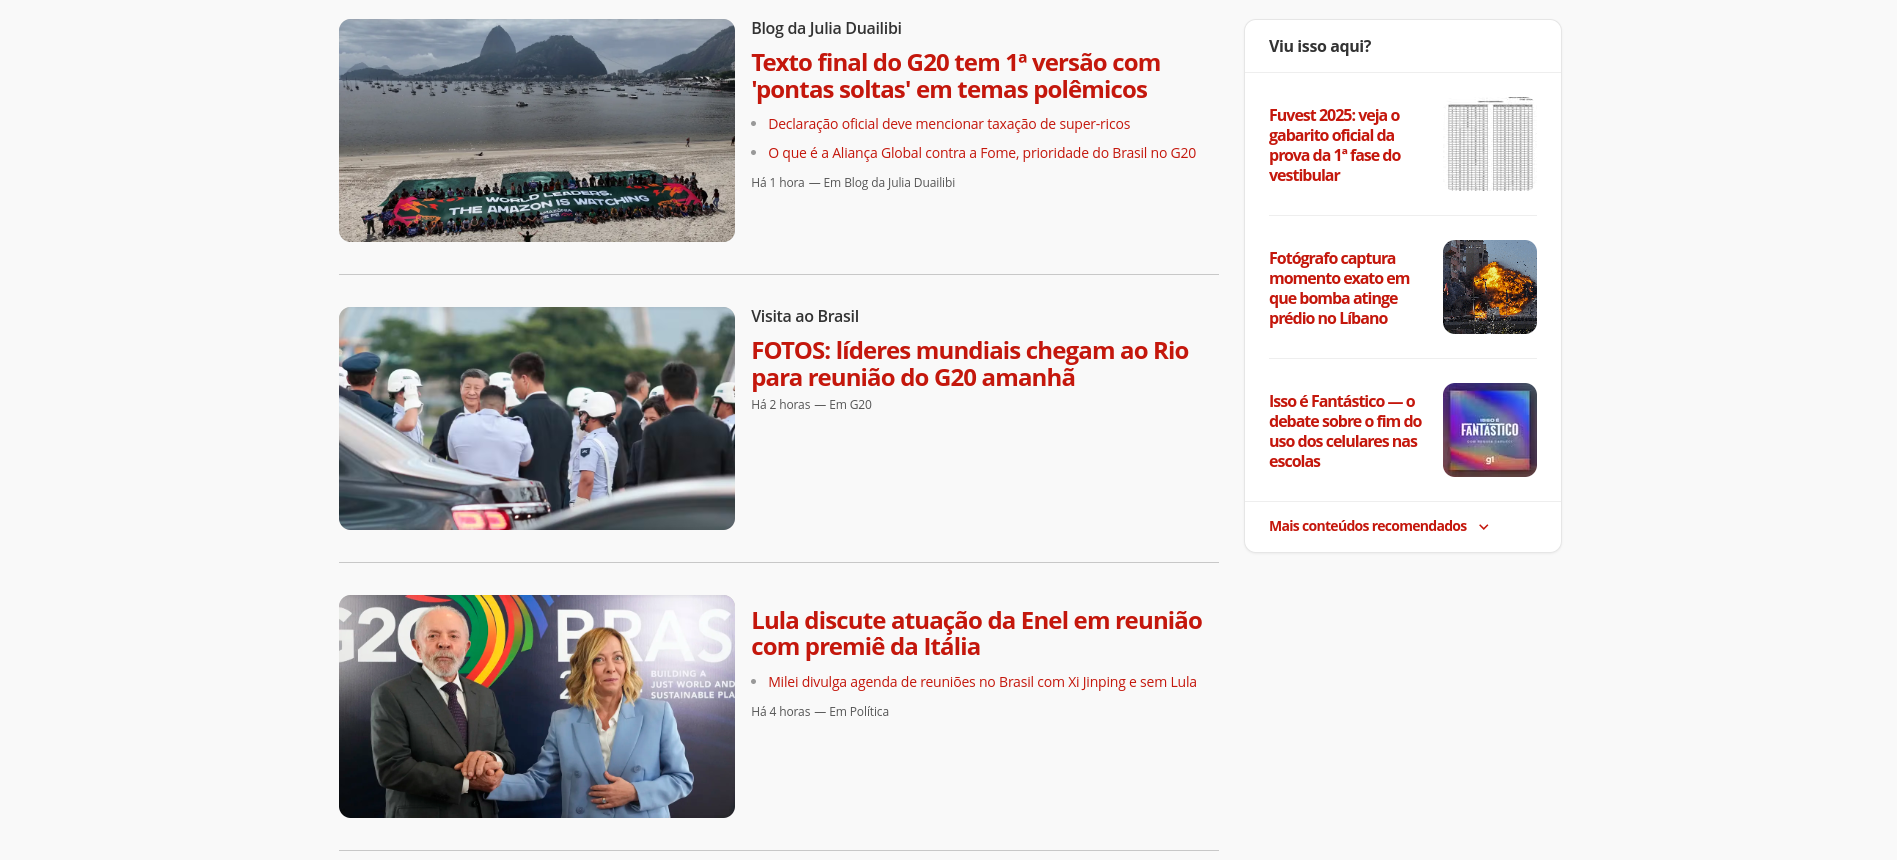 Blog da Julia Duailibi
Texto final do G20 tem 1ª versão com
'pontas soltas' em temas polêmicos
Declaração oficial deve mencionar taxação de super-ricos
O que é a Aliança Global contra a Fome, prioridade do Brasil no G20
Há 1 hora — Em Blog da Julia Duailibi
WORLD LEADERS,
THE AMAZON IS WATCHING
Visita ao Brasil
FOTOS: líderes mundiais chegam ao Rio
para reunião do G20 amanhã
Há 2 horas — Em G20
G20 BRAS
BUILDING A
JUST WORLD AND
SUSTAINABLE PLA
Lula discute atuação da Enel em reunião
com premiê da Itália
Milei divulga agenda de reuniões no Brasil com Xi Jinping e sem Lula
Há 4 horas — Em Política
Viu isso aqui?
Fuvest 2025: veja o
gabarito oficial da
prova da 1ª fase do
vestibular
Fotógrafo captura
momento exato em
que bomba atinge
prédio no Líbano
Isso é Fantástico — o
debate sobre o fim do
uso dos celulares nas
escolas
ISSO É
FANTÁSTICO
g1
Mais conteúdos recomendados